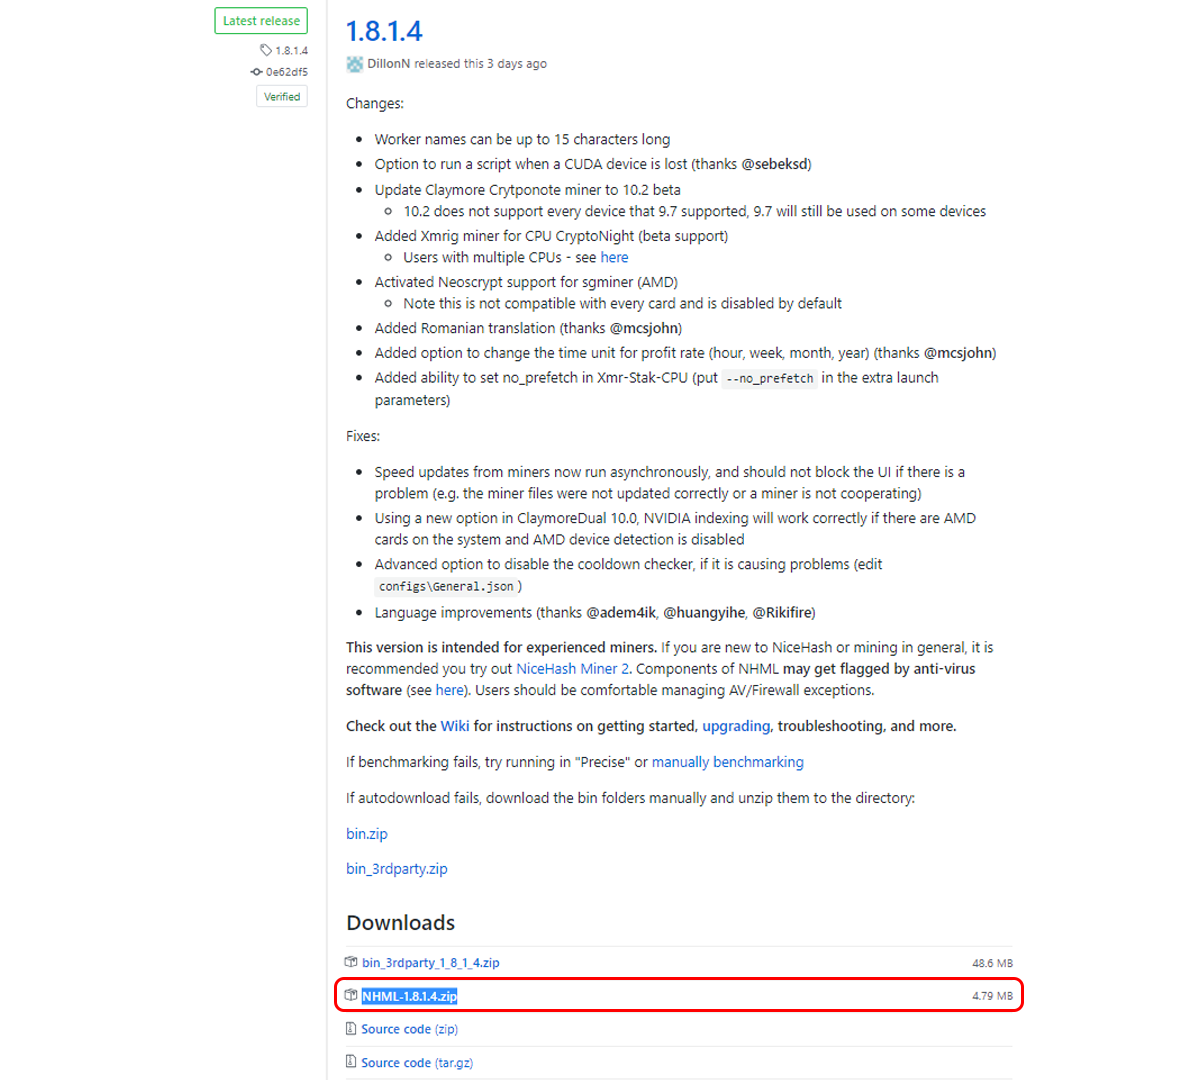 Latest release
1.8.1.4
0e62df5
Verified
1.8.1.4
DillonN released this 3 days ago
Changes:
Worker names can be up to 15 characters long
Option to run a script when a CUDA device is lost (thanks @sebeksd)
Update Claymore Crytponote miner to 10.2 beta
10.2 does not support every device that 9.7 supported, 9.7 will still be used on some devices
Added Xmrig miner for CPU CryptoNight (beta support)
Users with multiple CPUs - see here
Activated Neoscrypt support for sgminer (AMD)
Note this is not compatible with every card and is disabled by default
Added Romanian translation (thanks @mcsjohn)
Added option to change the time unit for profit rate (hour, week, month, year) (thanks @mcsjohn)
Added ability to set no_prefetch in Xmr-Stak-CPU (put --no_prefetch in the extra launch
parameters)
Fixes:
Speed updates from miners now run asynchronously, and should not block the UI if there is a
problem (e.g. the miner files were not updated correctly or a miner is not cooperating)
Using a new option in ClaymoreDual 10.0, NVIDIA indexing will work correctly if there are AMD
cards on the system and AMD device detection is disabled
Advanced option to disable the cooldown checker, if it is causing problems (edit
configs\General.json )
Language improvements (thanks @adem4ik, @huangyihe, @Rikifire)
This version is intended for experienced miners. If you are new to NiceHash or mining in general, it is
recommended you try out NiceHash Miner 2. Components of NHML may get flagged by anti-virus
software (see here). Users should be comfortable managing AV/Firewall exceptions.
Check out the Wiki for instructions on getting started, upgrading, troubleshooting, and more.
If benchmarking fails, try running in "Precise" or manually benchmarking
If autodownload fails, download the bin folders manually and unzip them to the directory:
bin.zip
bin_3rdparty.zip
Downloads
bin_3rdparty_1_8_1_4.zip 48.6 MB
NHML-1.8.1.4.zip 4.79 MB
Source code (zip)
Source code (tar.gz)